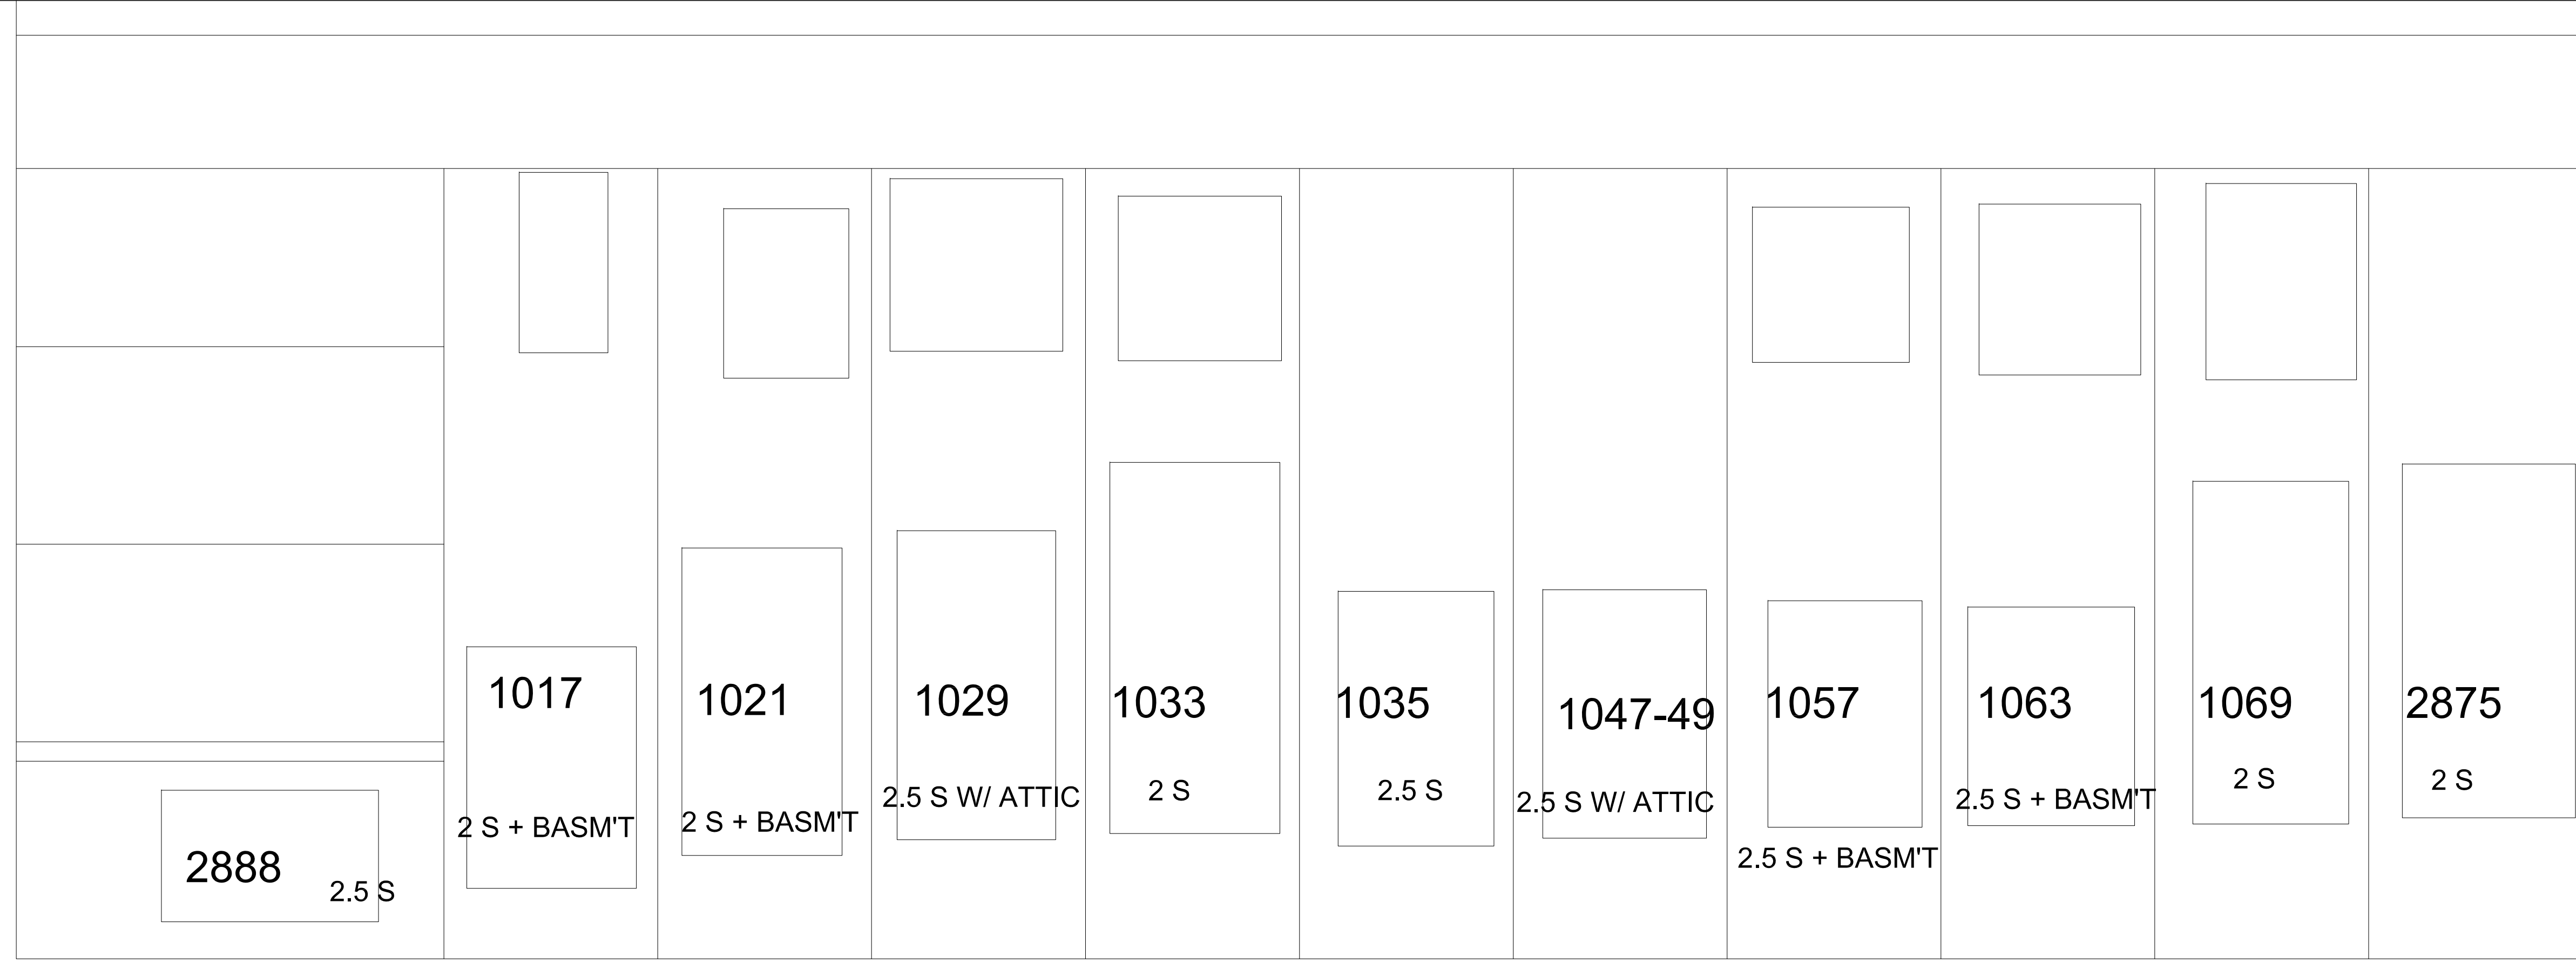 1017
1021
1029
1033
1035
1047-49
1057
1063
1069
2875
2 S + BASM'T
2 S + BASM'T
2.5 S W/ ATTIC
2 S
2.5 S
2.5 S W/ ATTIC
2.5 S + BASM'T
2.5 S + BASM'T
2 S
2 S
2888
2.5 S